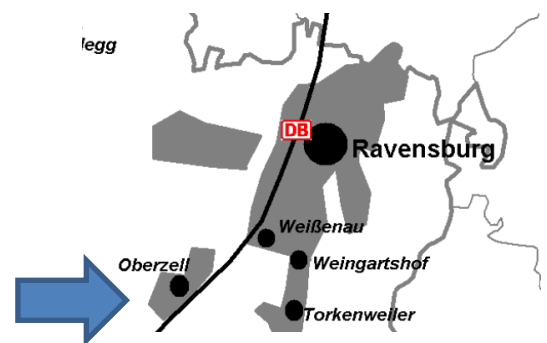 legg
DB
Ravensburg
Weißenau
Oberzell
Weingartshof
Torkenweiler